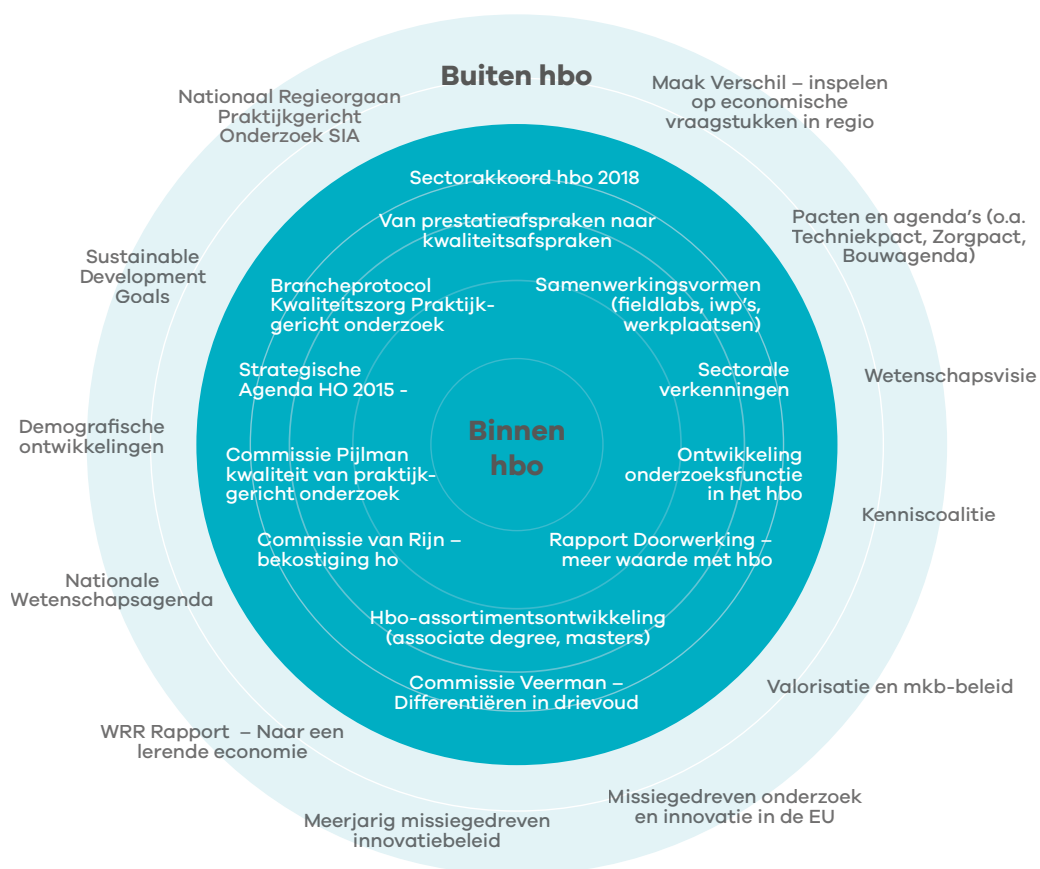 Buiten hbo
Nationaal Regieorgaan
Praktijkgericht
Onderzoek SIA
Maak Verschil – inspelen
op economische
vraagstukken in regio
Sectorakkoord hbo 2018
Van prestatieafspraken naar
kwaliteitsafspraken
Pacten en agenda's (o.a.
Techniekpact, Zorgpact,
Bouwagenda)
Sustainable
Development
Goals
Brancheprotocol
Kwaliteitszorg Praktijk-
gericht onderzoek
Samenwerkingsvormen
(fieldlabs, iwp's,
werkplaatsen)
Strategische
Agenda HO 2015 -
Sectorale
verkenningen
Wetenschapsvisie
Demografische
ontwikkelingen
Binnen
hbo
Commissie Pijlman
kwaliteit van praktijk-
gericht onderzoek
Ontwikkeling
onderzoeksfunctie
in het hbo
Kenniscoalitie
Commissie van Rijn –
bekostiging ho
Rapport Doorwerking –
meer waarde met hbo
Nationale
Wetenschapsagenda
Hbo-assortimentsontwikkeling
(associate degree, masters)
Commissie Veerman –
Differentiëren in drievoud
Valorisatie en mkb-beleid
WRR Rapport – Naar een
lerende economie
Missiegedreven onderzoek
en innovatie in de EU
Meerjarig missiegedreven
innovatiebeleid